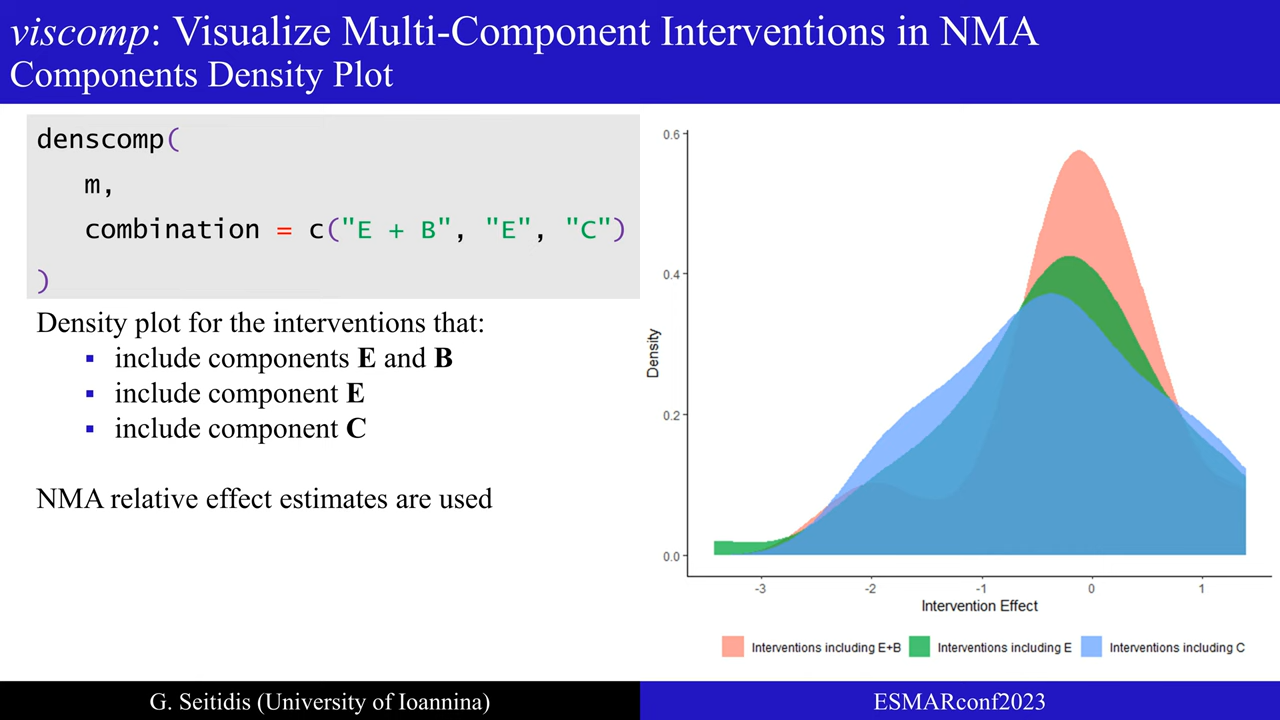 viscomp: Visualize Multi-Component Interventions in NMA
Components Density Plot
denscomp(
m,
combination = c("E + B", "E", "C")
)
Density plot for the interventions that:
▪ include components E and B
▪ include component E
▪ include component C
NMA relative effect estimates are used
0.6
0.4
0.2
0.0
Density
-3 -2 -1 0 1
Intervention Effect
Interventions including E+B Interventions including E Interventions including C
G. Seitidis (University of Ioannina) ESMARconf2023